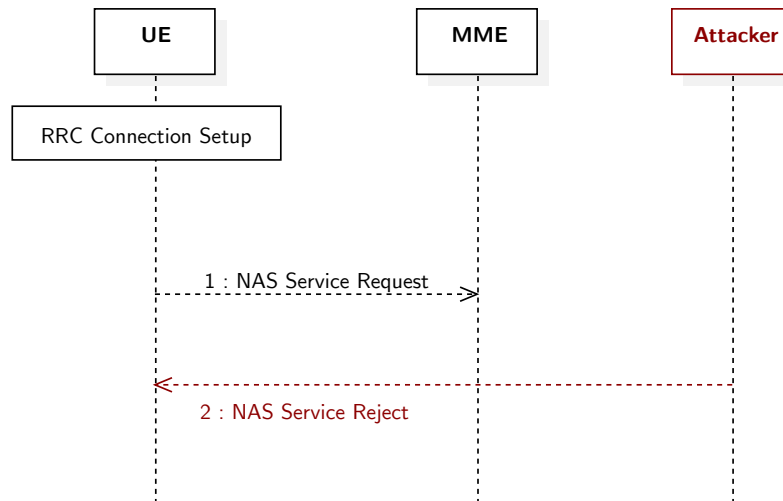 UE
MME
Attacker
RRC Connection Setup
1 : NAS Service Request
2 : NAS Service Reject